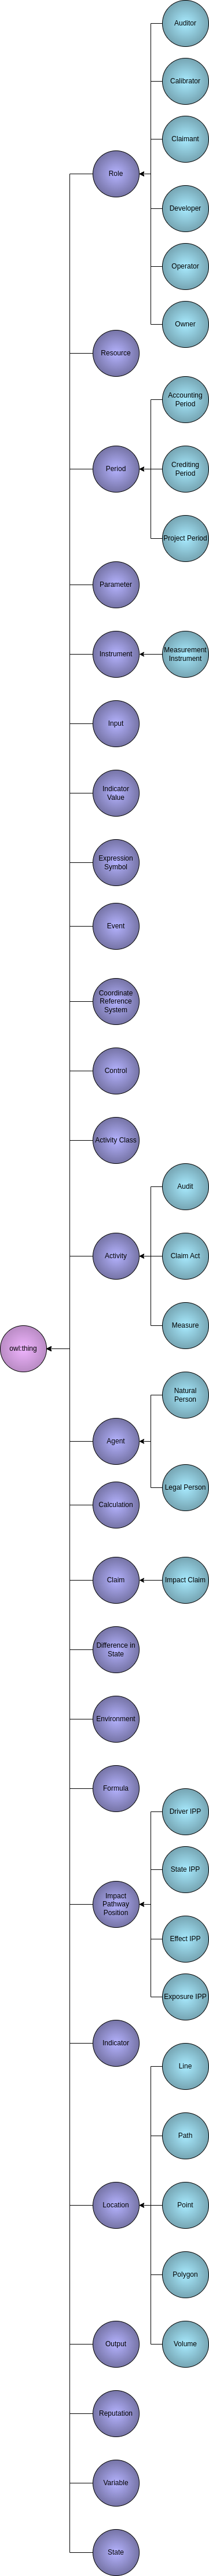 Auditor
Calibrator
Claimant
Role
Developer
Operator
Owner
Resource
Accounting
Period
Period
Crediting
Period
Project Period
Parameter
Instrument
Measurement
Instrument
Input
Indicator
Value
Expression
Symbol
Event
Coordinate
Reference
System
Control
Activity Class
Audit
Activity
Claim Act
Measure
owl:thing
Natural
Person
Agent
Legal Person
Calculation
Claim
Impact Claim
Difference in
State
Environment
Formula
Driver IPP
State IPP
Impact
Pathway
Position
Effect IPP
Exposure IPP
Indicator
Line
Path
Location
Point
Polygon
Output
Volume
Reputation
Variable
State